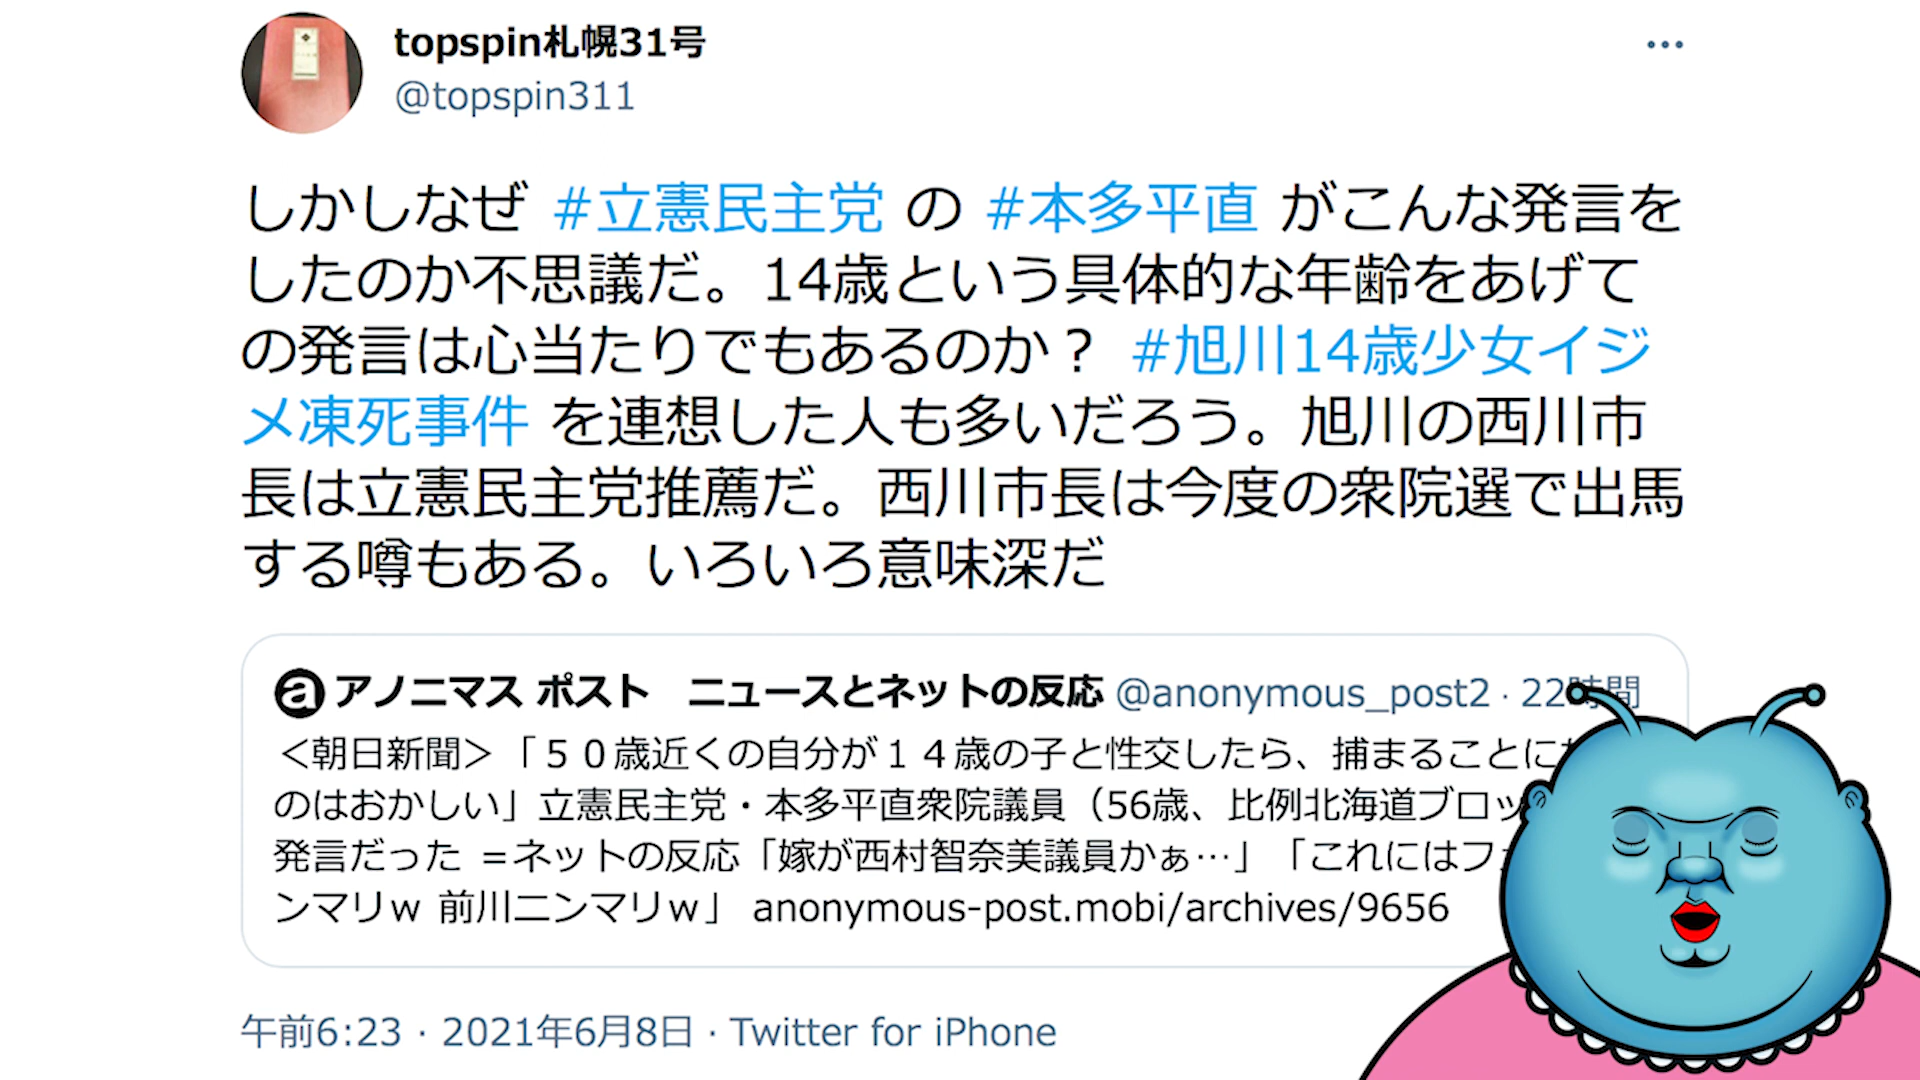 topspin札幌31号
@topspin311
しかしなぜ #立憲民主党 の #本多平直 がこんな発言を
したのか不思議だ。14歳という具体的な年齢をあげて
の発言は心当たりでもあるのか？ #旭川14歳少女イジ
メ凍死事件 を連想した人も多いだろう。旭川の西川市
長は立憲民主党推薦だ。西川市長は今度の衆院選で出馬
する噂もある。いろいろ意味深だ
アノニマス ポスト　ニュースとネットの反応 @anonymous_post2 · 22時間
＜朝日新聞＞「５０歳近くの自分が１４歳の子と性交したら、捕まることに
のはおかしい」立憲民主党・本多平直衆院議員（56歳、比例北海道ブロッ
発言だった ＝ネットの反応「嫁が西村智奈美議員かぁ…」「これにはフ
ンマリｗ 前川ニンマリｗ」 anonymous-post.mobi/archives/9656
午前6:23 · 2021年6月8日 · Twitter for iPhone